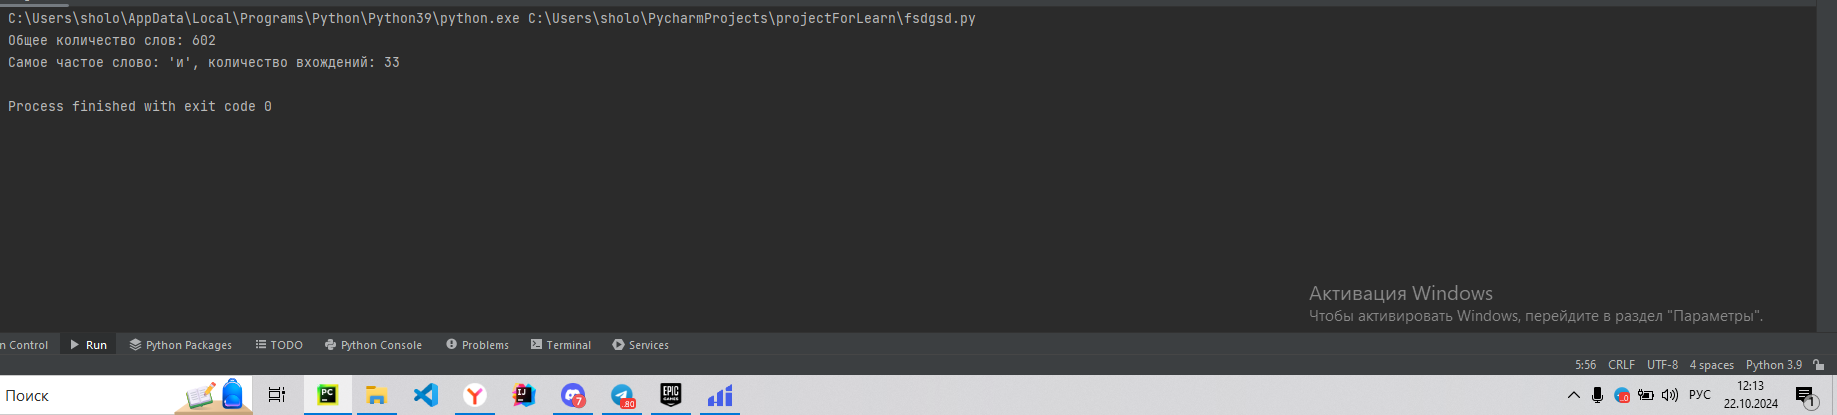 C:\Users\sholo\AppData\Local\Programs\Python\Python39\python.exe C:\Users\sholo\PycharmProjects\projectForLearn\fsdgsd.py
Общее количество слов: 602
Самое частое слово: 'и', количество вхождений: 33
Process finished with exit code 0
Активация Windows
Чтобы активировать Windows, перейдите в раздел "Параметры".
n Control Run Python Packages TODO Python Console Problems Terminal Services
5:56 CRLF UTF-8 4 spaces Python 3.9
Поиск PC IJ 7 80 EPIC GAMES РУС 12:13
22.10.2024 1